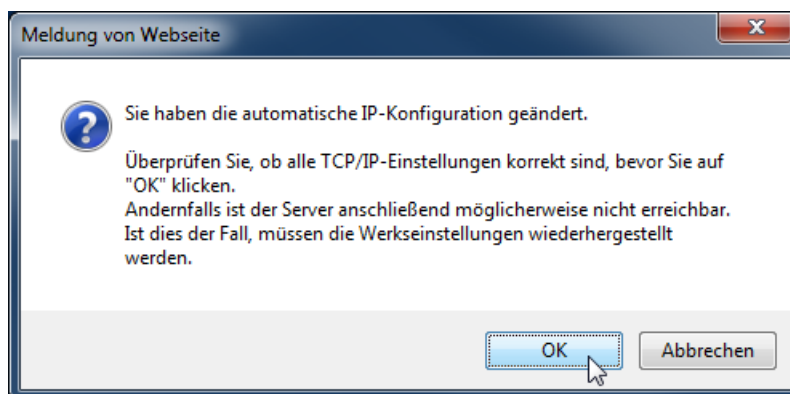 Meldung von Webseite
Sie haben die automatische IP-Konfiguration geändert.
Überprüfen Sie, ob alle TCP/IP-Einstellungen korrekt sind, bevor Sie auf
"OK" klicken.
Andernfalls ist der Server anschließend möglicherweise nicht erreichbar.
Ist dies der Fall, müssen die Werkseinstellungen wiederhergestellt
werden.
OK
Abbrechen